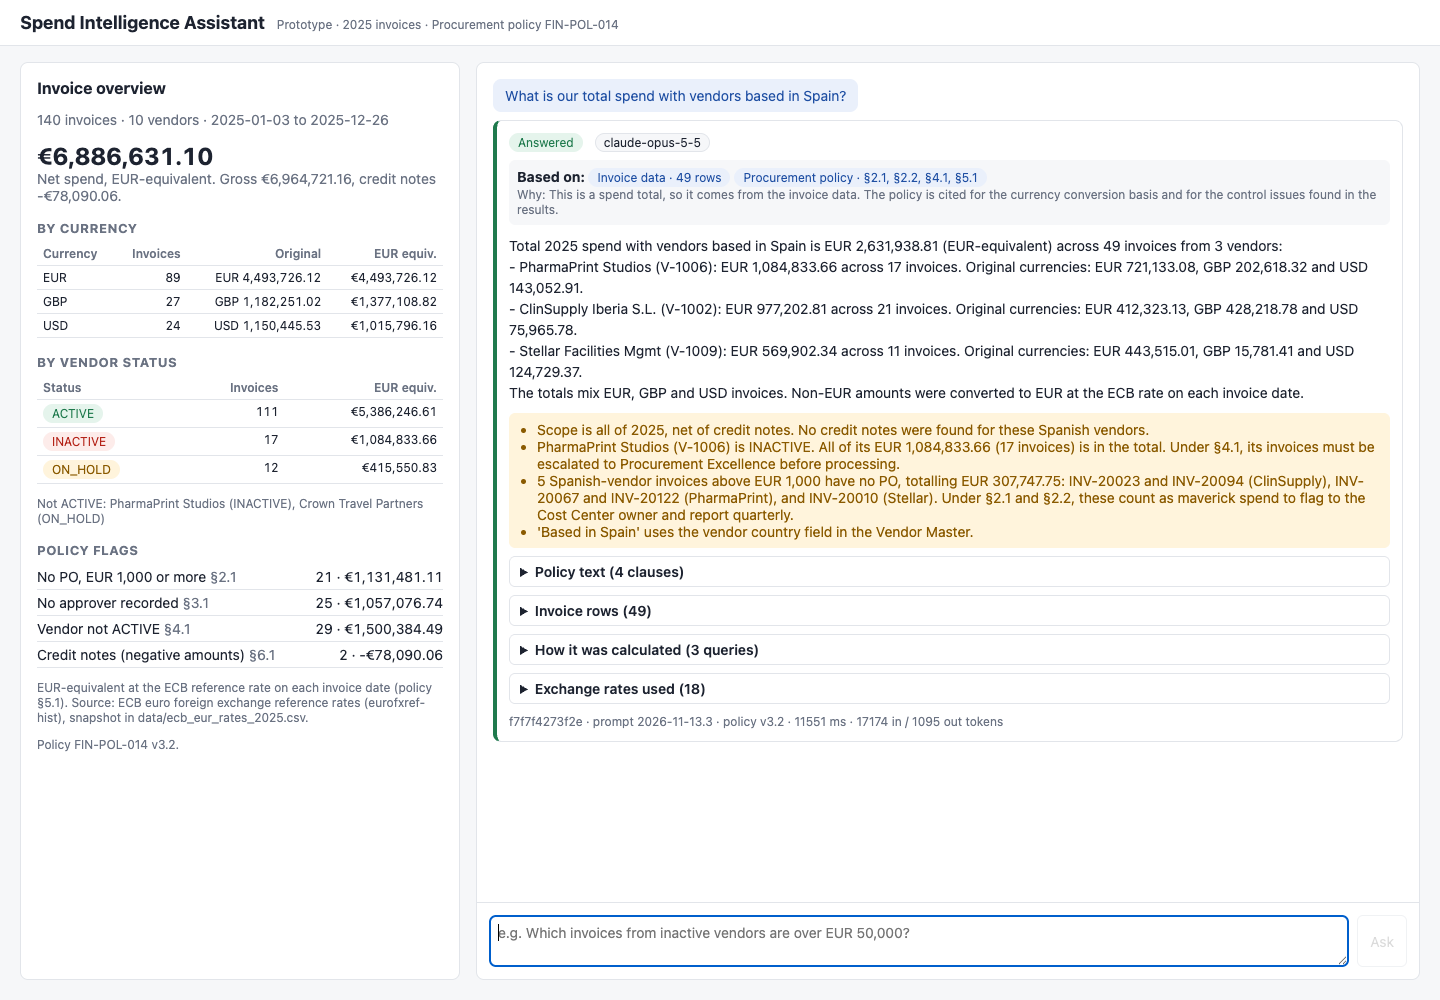 Spend Intelligence Assistant Prototype · 2025 invoices · Procurement policy FIN-POL-014
Invoice overview
140 invoices · 10 vendors · 2025-01-03 to 2025-12-26
€6,886,631.10
Net spend, EUR-equivalent. Gross €6,964,721.16, credit notes
-€78,090.06.
BY CURRENCY
Currency Invoices Original EUR equiv.
EUR 89 EUR 4,493,726.12 €4,493,726.12
GBP 27 GBP 1,182,251.02 €1,377,108.82
USD 24 USD 1,150,445.53 €1,015,796.16
BY VENDOR STATUS
Status Invoices EUR equiv.
ACTIVE 111 €5,386,246.61
INACTIVE 17 €1,084,833.66
ON_HOLD 12 €415,550.83
Not ACTIVE: PharmaPrint Studios (INACTIVE), Crown Travel Partners
(ON_HOLD)
POLICY FLAGS
No PO, EUR 1,000 or more §2.1 21 · €1,131,481.11
No approver recorded §3.1 25 · €1,057,076.74
Vendor not ACTIVE §4.1 29 · €1,500,384.49
Credit notes (negative amounts) §6.1 2 · -€78,090.06
EUR-equivalent at the ECB reference rate on each invoice date (policy
§5.1). Source: ECB euro foreign exchange reference rates (eurofxref-
hist), snapshot in data/ecb_eur_rates_2025.csv.
Policy FIN-POL-014 v3.2.
What is our total spend with vendors based in Spain?
Answered claude-opus-5-5
Based on: Invoice data · 49 rows Procurement policy · §2.1, §2.2, §4.1, §5.1
Why: This is a spend total, so it comes from the invoice data. The policy is cited for the currency conversion basis and for the control issues found in the
results.
Total 2025 spend with vendors based in Spain is EUR 2,631,938.81 (EUR-equivalent) across 49 invoices from 3 vendors:
- PharmaPrint Studios (V-1006): EUR 1,084,833.66 across 17 invoices. Original currencies: EUR 721,133.08, GBP 202,618.32 and USD
143,052.91.
- ClinSupply Iberia S.L. (V-1002): EUR 977,202.81 across 21 invoices. Original currencies: EUR 412,323.13, GBP 428,218.78 and USD
75,965.78.
- Stellar Facilities Mgmt (V-1009): EUR 569,902.34 across 11 invoices. Original currencies: EUR 443,515.01, GBP 15,781.41 and USD
124,729.37.
The totals mix EUR, GBP and USD invoices. Non-EUR amounts were converted to EUR at the ECB rate on each invoice date.
• Scope is all of 2025, net of credit notes. No credit notes were found for these Spanish vendors.
• PharmaPrint Studios (V-1006) is INACTIVE. All of its EUR 1,084,833.66 (17 invoices) is in the total. Under §4.1, its invoices must be
escalated to Procurement Excellence before processing.
• 5 Spanish-vendor invoices above EUR 1,000 have no PO, totalling EUR 307,747.75: INV-20023 and INV-20094 (ClinSupply), INV-
20067 and INV-20122 (PharmaPrint), and INV-20010 (Stellar). Under §2.1 and §2.2, these count as maverick spend to flag to the
Cost Center owner and report quarterly.
• 'Based in Spain' uses the vendor country field in the Vendor Master.
▶ Policy text (4 clauses)
▶ Invoice rows (49)
▶ How it was calculated (3 queries)
▶ Exchange rates used (18)
f7f7f4273f2e · prompt 2026-11-13.3 · policy v3.2 · 11551 ms · 17174 in / 1095 out tokens
e.g. Which invoices from inactive vendors are over EUR 50,000?
Ask